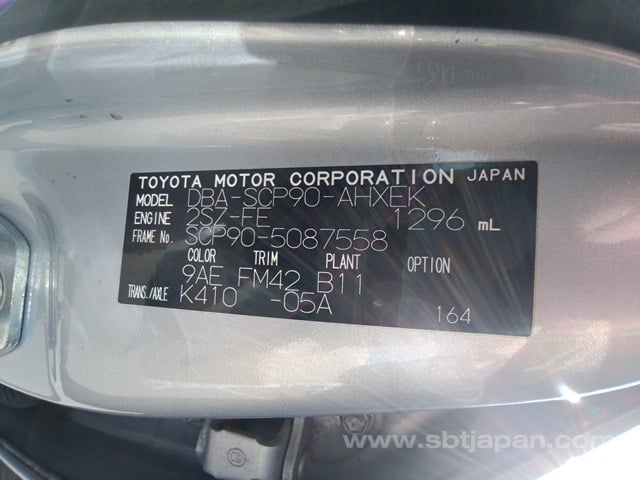 TOYOTA MOTOR CORPORATION JAPAN
MODEL DBA-SCP90-AHXEK
ENGINE 2SZ-FE 1296 mL
FRAME NO. SCP90-5087558
COLOR TRIM PLANT OPTION
9AE FM42 B11
TRANS./AXLE K410 -05A
164
www.sbtjapan.com